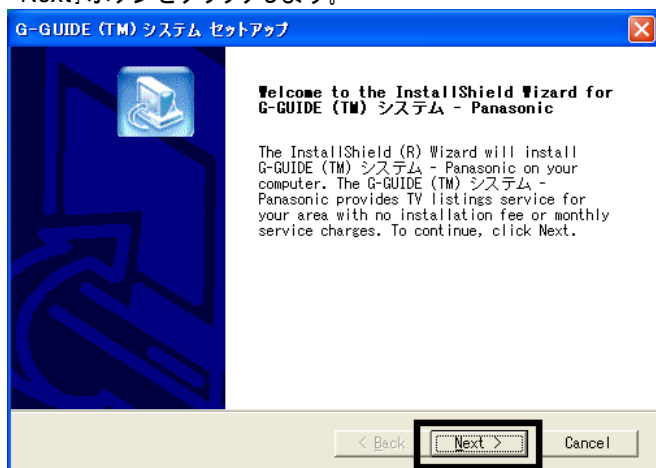 Next]ボタンをクリックします。
G-GUIDE (TM) システム セットアップ
Welcome to the InstallShield Wizard for
G-GUIDE (TM) システム - Panasonic
The InstallShield (R) Wizard will install
G-GUIDE (TM) システム - Panasonic on your
computer. The G-GUIDE (TM) システム -
Panasonic provides TV listings service for
your area with no installation fee or monthly
service charges. To continue, click Next.
< Back
Next >
Cancel